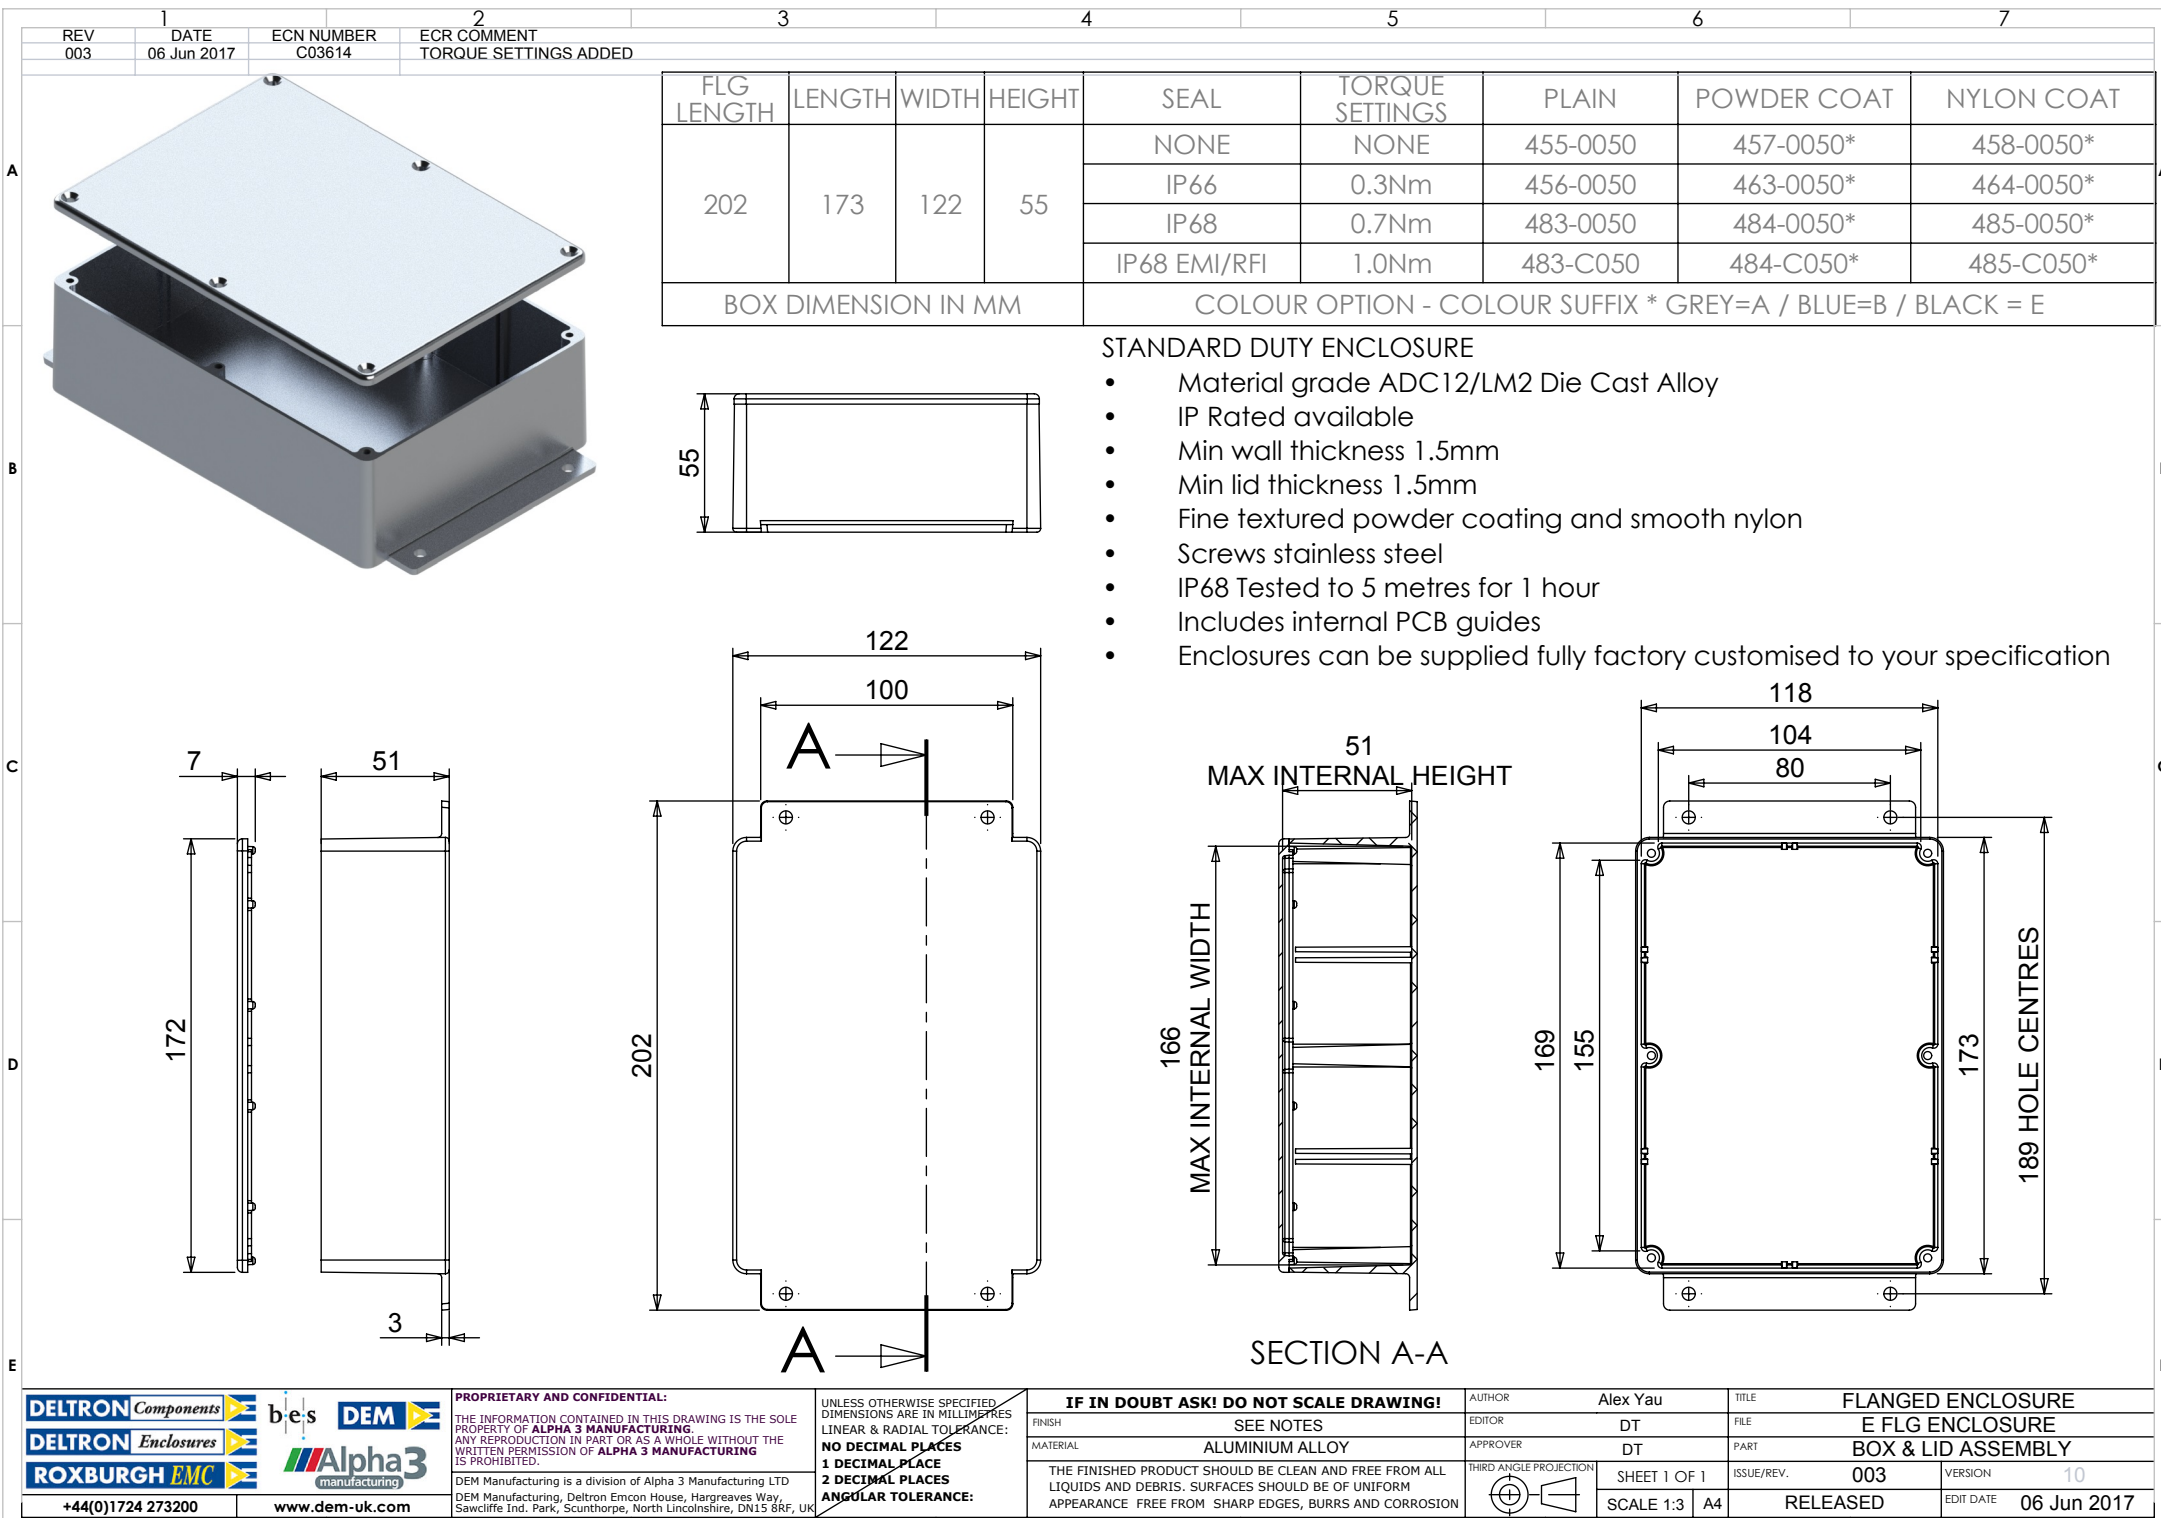 1 2 3 4 5 6 7
REV DATE ECN NUMBER ECR COMMENT
003 06 Jun 2017 C03614 TORQUE SETTINGS ADDED
FLG LENGTH LENGTH WIDTH HEIGHT SEAL TORQUE SETTINGS PLAIN POWDER COAT NYLON COAT
202 173 122 55
NONE NONE 455-0050 457-0050* 458-0050*
IP66 0.3Nm 456-0050 463-0050* 464-0050*
IP68 0.7Nm 483-0050 484-0050* 485-0050*
IP68 EMI/RFI 1.0Nm 483-C050 484-C050* 485-C050*
BOX DIMENSION IN MM COLOUR OPTION - COLOUR SUFFIX * GREY=A / BLUE=B / BLACK = E
A
B
C
D
E
STANDARD DUTY ENCLOSURE
• Material grade ADC12/LM2 Die Cast Alloy
• IP Rated available
• Min wall thickness 1.5mm
• Min lid thickness 1.5mm
• Fine textured powder coating and smooth nylon
• Screws stainless steel
• IP68 Tested to 5 metres for 1 hour
• Includes internal PCB guides
• Enclosures can be supplied fully factory customised to your specification
55
122
100
A
7
51
172
3
202
A
51
MAX INTERNAL HEIGHT
166
MAX INTERNAL WIDTH
SECTION A-A
118
104
80
169
155
173
189 HOLE CENTRES
DELTRON Components
DELTRON Enclosures
ROXBURGH EMC
b·e·s
DEM
Alpha3
manufacturing
+44(0)1724 273200
www.dem-uk.com
PROPRIETARY AND CONFIDENTIAL:
THE INFORMATION CONTAINED IN THIS DRAWING IS THE SOLE
PROPERTY OF ALPHA 3 MANUFACTURING.
ANY REPRODUCTION IN PART OR AS A WHOLE WITHOUT THE
WRITTEN PERMISSION OF ALPHA 3 MANUFACTURING
IS PROHIBITED.
DEM Manufacturing is a division of Alpha 3 Manufacturing LTD
DEM Manufacturing, Deltron Emcon House, Hargreaves Way,
Sawcliffe Ind. Park, Scunthorpe, North Lincolnshire, DN15 8RF, UK
UNLESS OTHERWISE SPECIFIED
DIMENSIONS ARE IN MILLIMETRES
LINEAR & RADIAL TOLERANCE:
NO DECIMAL PLACES
1 DECIMAL PLACE
2 DECIMAL PLACES
ANGULAR TOLERANCE:
IF IN DOUBT ASK! DO NOT SCALE DRAWING!
FINISH SEE NOTES
MATERIAL ALUMINIUM ALLOY
THE FINISHED PRODUCT SHOULD BE CLEAN AND FREE FROM ALL
LIQUIDS AND DEBRIS. SURFACES SHOULD BE OF UNIFORM
APPEARANCE FREE FROM SHARP EDGES, BURRS AND CORROSION
AUTHOR Alex Yau
EDITOR DT
APPROVER DT
THIRD ANGLE PROJECTION
SHEET 1 OF 1
SCALE 1:3 A4
TITLE FLANGED ENCLOSURE
FILE E FLG ENCLOSURE
PART BOX & LID ASSEMBLY
ISSUE/REV. 003 VERSION 10
RELEASED EDIT DATE 06 Jun 2017